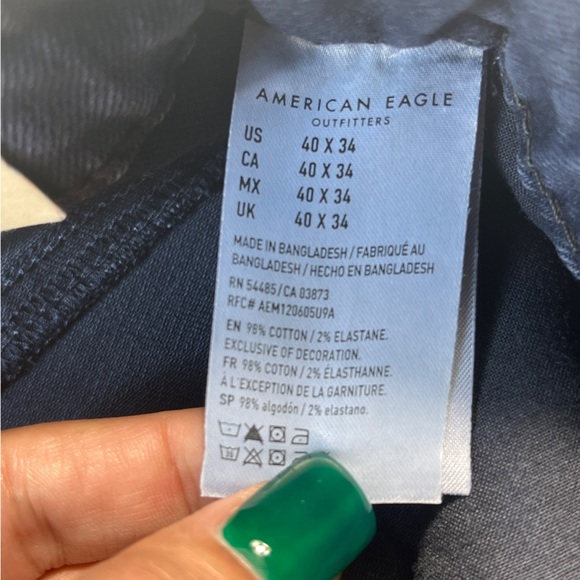 AMERICAN EAGLE
OUTFITTERS
US 40 X 34
CA 40 X 34
MX 40 X 34
UK 40 X 34
MADE IN BANGLADESH / FABRIQUÉ AU
BANGLADESH / HECHO EN BANGLADESH
RN 54485/CA 03873
RFC# AEM120605U9A
EN 98% COTTON / 2% ELASTANE.
EXCLUSIVE OF DECORATION.
FR 98% COTON / 2% ÉLASTHANNE.
À L'EXCEPTION DE LA GARNITURE.
SP 98% algodón / 2% elastano.